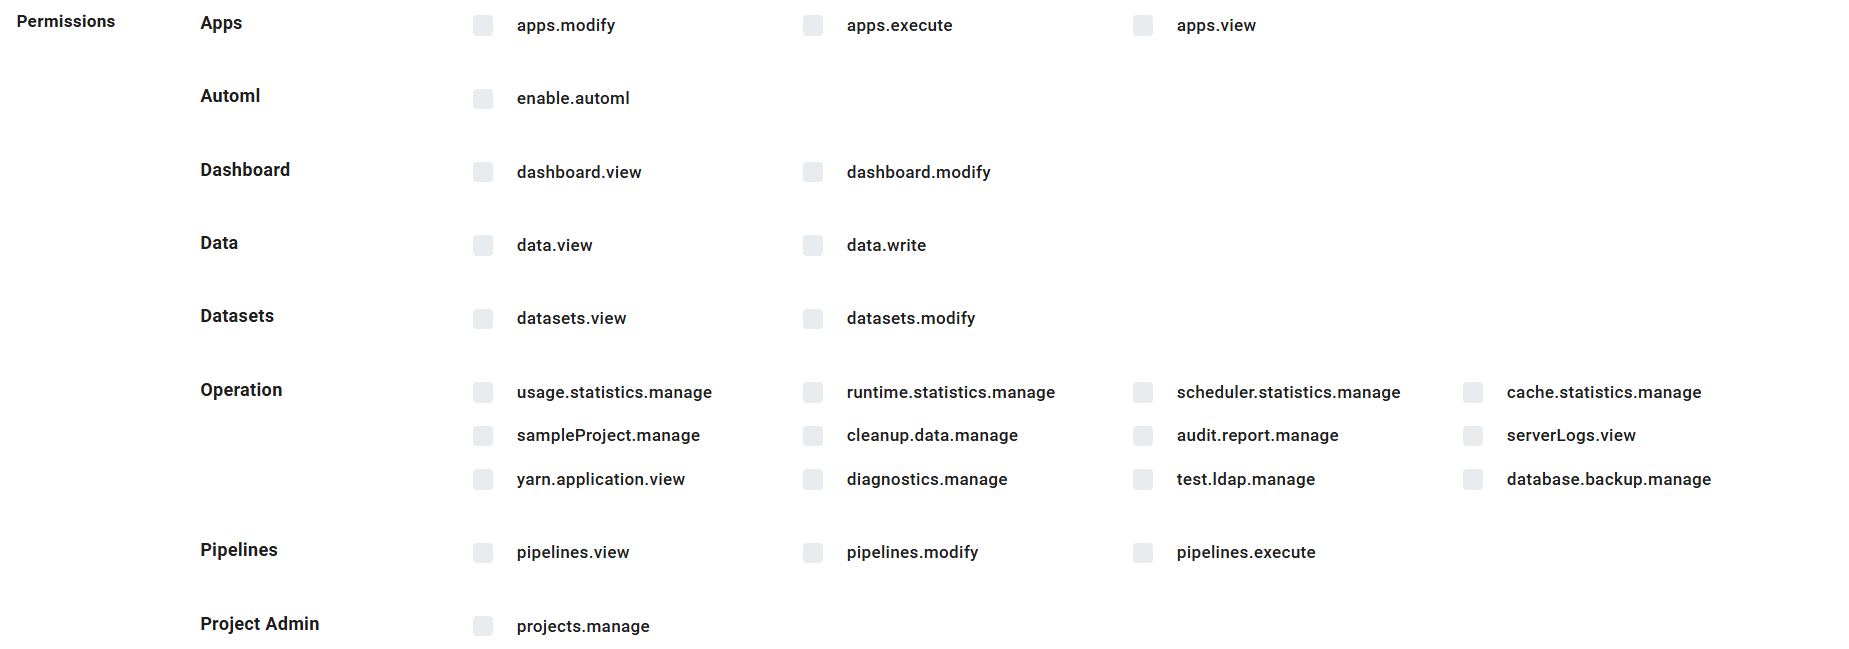 Permissions
Apps
apps.modify
apps.execute
apps.view
Automl
enable.automl
Dashboard
dashboard.view
dashboard.modify
Data
data.view
data.write
Datasets
datasets.view
datasets.modify
Operation
usage.statistics.manage
runtime.statistics.manage
scheduler.statistics.manage
cache.statistics.manage
sampleProject.manage
cleanup.data.manage
audit.report.manage
serverLogs.view
yarn.application.view
diagnostics.manage
test.ldap.manage
database.backup.manage
Pipelines
pipelines.view
pipelines.modify
pipelines.execute
Project Admin
projects.manage